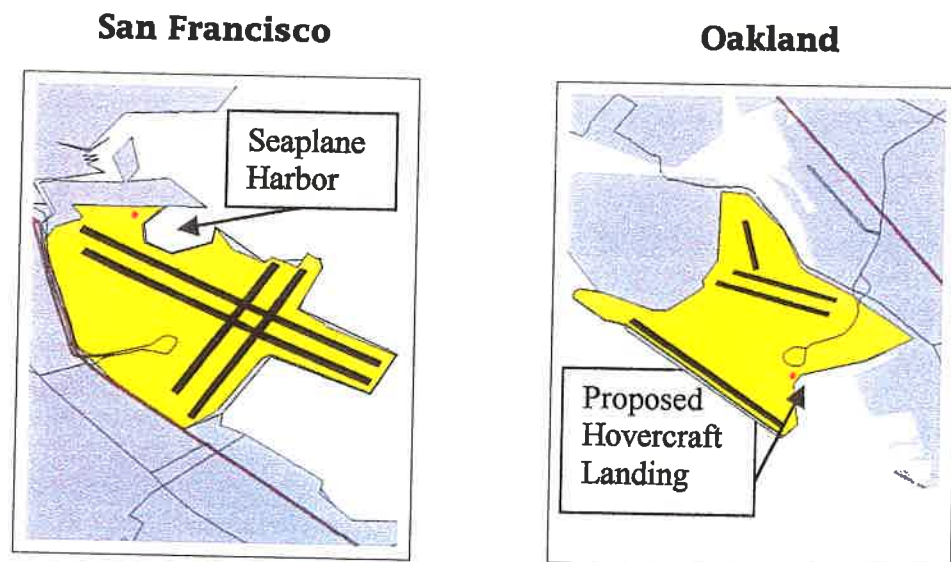 San Francisco
Oakland
Seaplane
Harbor
Proposed
Hovercraft
Landing